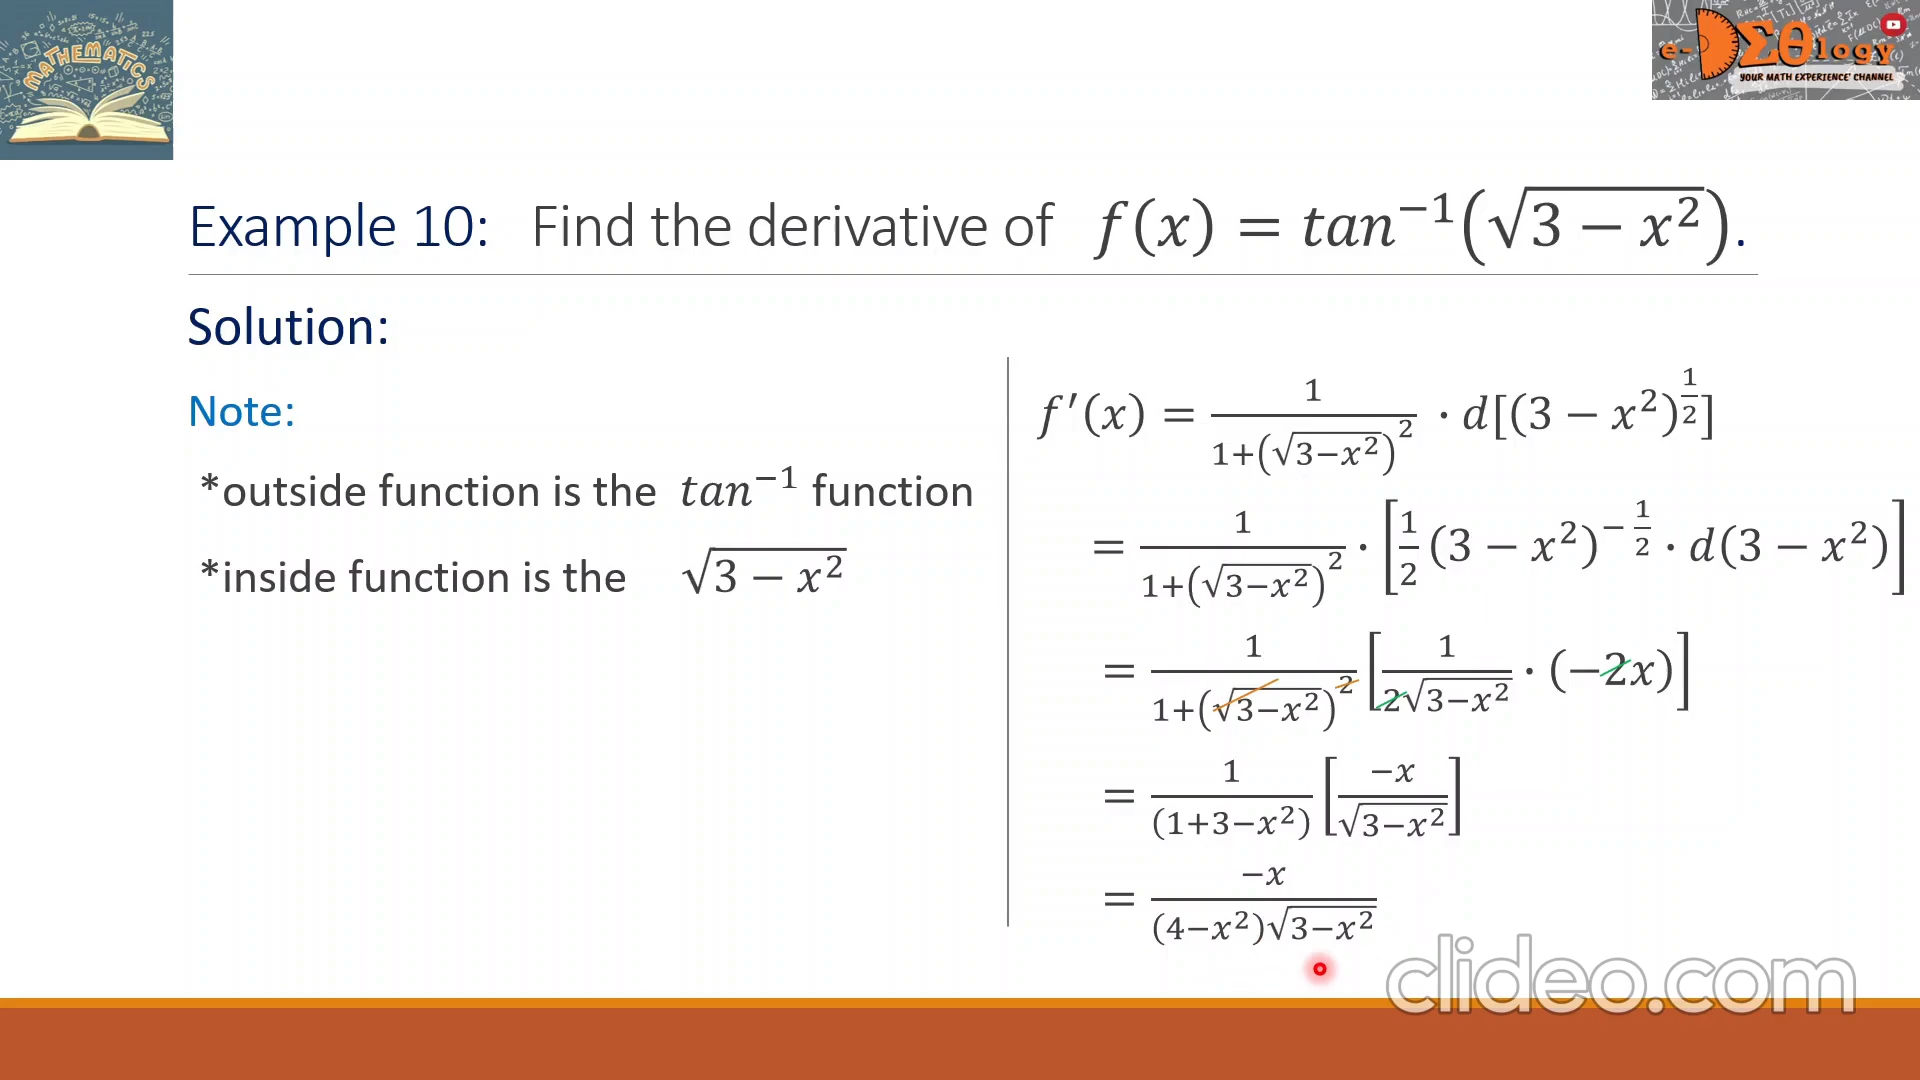 MATHEMATICS
e-DΣθlogy
YOUR MATH EXPERIENCE' CHANNEL
Example 10: Find the derivative of f(x) = tan⁻¹(√(3 − x²)).
Solution:
Note:
*outside function is the tan⁻¹ function
*inside function is the √(3 − x²)
f′(x) = 1/(1+(√(3−x²))²) · d[(3 − x²)^(1/2)]
= 1/(1+(√(3−x²))²) · [1/2 (3 − x²)^(−1/2) · d(3 − x²)]
= 1/(1+(√(3−x²))²) [1/(2√(3−x²)) · (−2x)]
= 1/(1+3−x²) [−x/√(3−x²)]
= −x/((4−x²)√(3−x²))
clideo.com